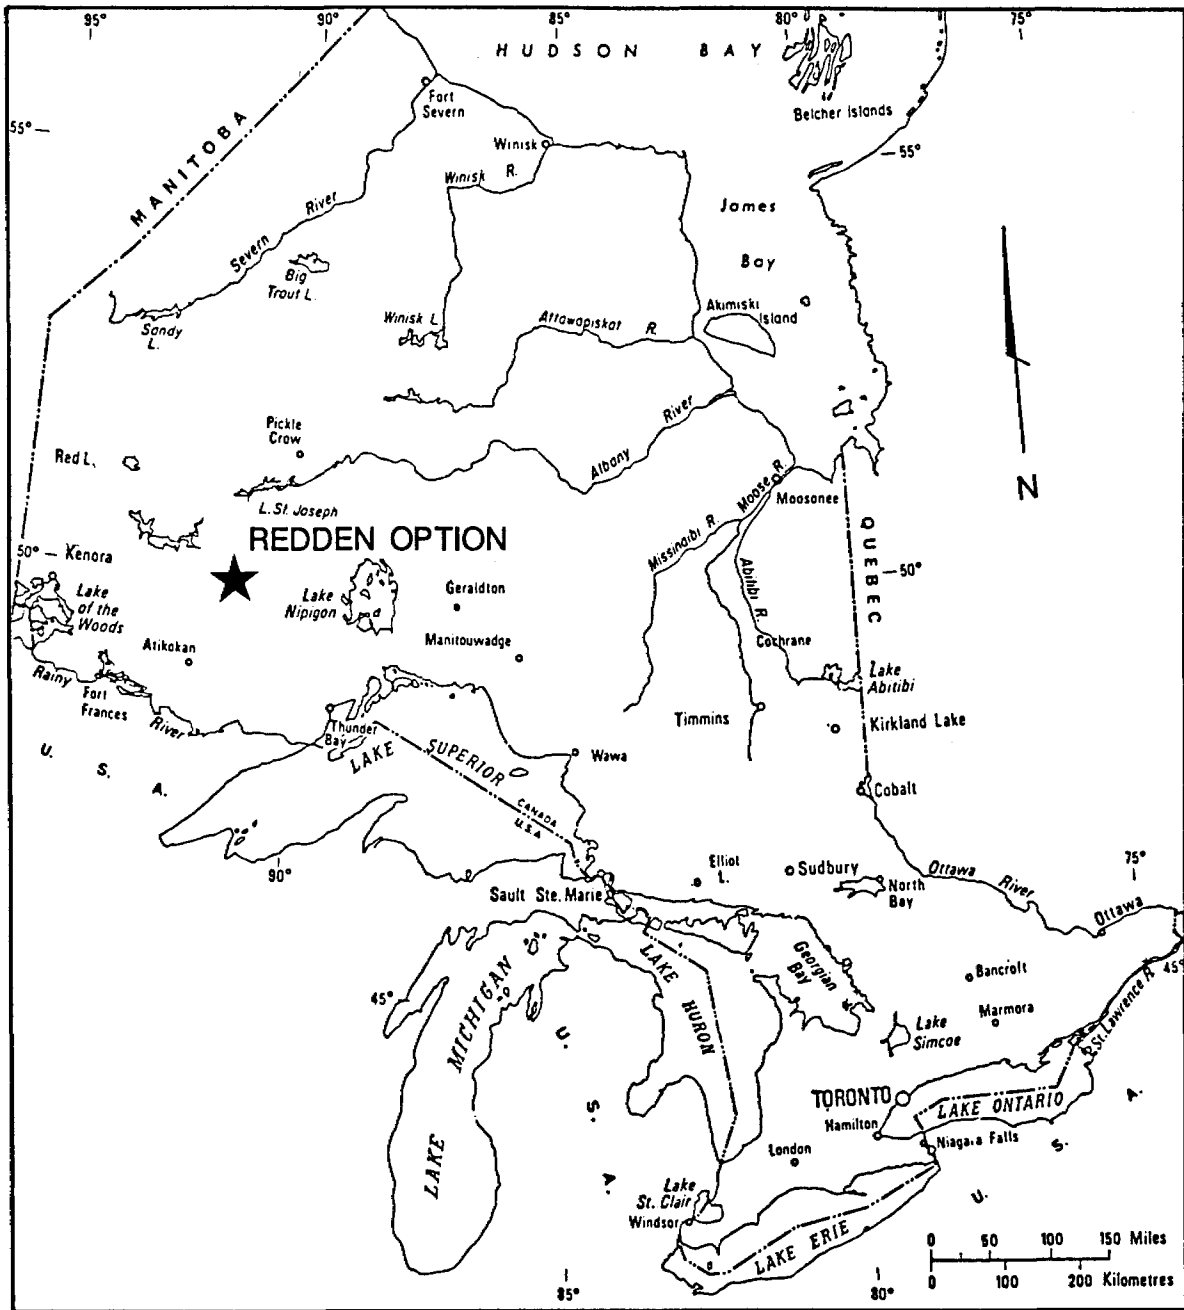 95°
90°
85°
80°
75°
HUDSON BAY
Belcher Islands
Fort
Severn
55°
MANITOBA
Winisk
Winisk R.
55°
James
Bay
Severn River
Big
Trout L.
Sandy
L.
Winisk L.
Attawapiskat R.
Akimiski
Island
Pickle
Crow
Red L.
Albany River
L. St. Joseph
Moose R.
Moosonee
N
REDDEN OPTION
50°
Kenora
Missinaibi R.
Abitibi R.
QUEBEC
50°
Lake
of the
Woods
Lake
Nipigon
Geraldton
Atikokan
Manitouwadge
Cochrane
Lake
Abitibi
Rainy River
Fort
Frances
Thunder
Bay
Timmins
Kirkland Lake
U. S. A.
LAKE SUPERIOR
Wawa
CANADA
U.S.A.
Cobalt
90°
Elliot
L.
Sudbury
North
Bay
Ottawa River
75°
Sault Ste. Marie
Ottawa
45°
LAKE MICHIGAN
LAKE HURON
Georgian
Bay
Bancroft
45°
Marmora
St. Lawrence R.
Lake
Simcoe
U. S. A.
TORONTO
LAKE ONTARIO
Hamilton
Niagara Falls
London
U. S. A.
Lake
St. Clair
Windsor
LAKE ERIE
0 50 100 150 Miles
0 100 200 Kilometres
85°
80°